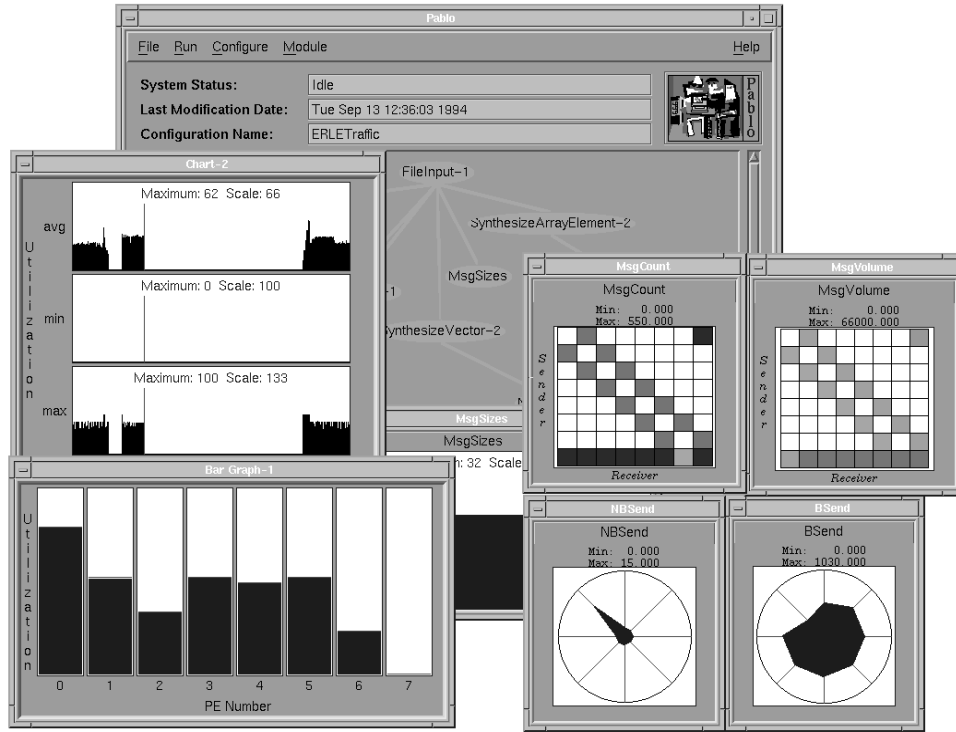 Pablo
File Run Configure Module Help
System Status: Idle
Last Modification Date: Tue Sep 13 12:36:03 1994
Configuration Name: ERLETraffic
Pablo
FileInput-1
SynthesizeArrayElement-2
MsgSizes
-1
SynthesizeVector-2
Chart-2
Utilization
avg
Maximum: 62 Scale: 66
min
Maximum: 0 Scale: 100
max
Maximum: 100 Scale: 133
MsgSizes
MsgSizes
m: 32 Scale
MsgCount
MsgCount
Min: 0.000
Max: 550.000
Sender
Receiver
MsgVolume
MsgVolume
Min: 0.000
Max: 66000.000
Sender
Receiver
Bar Graph-1
Utilization
0 1 2 3 4 5 6 7
PE Number
NBSend
NBSend
Min: 0.000
Max: 15.000
BSend
BSend
Min: 0.000
Max: 1030.000